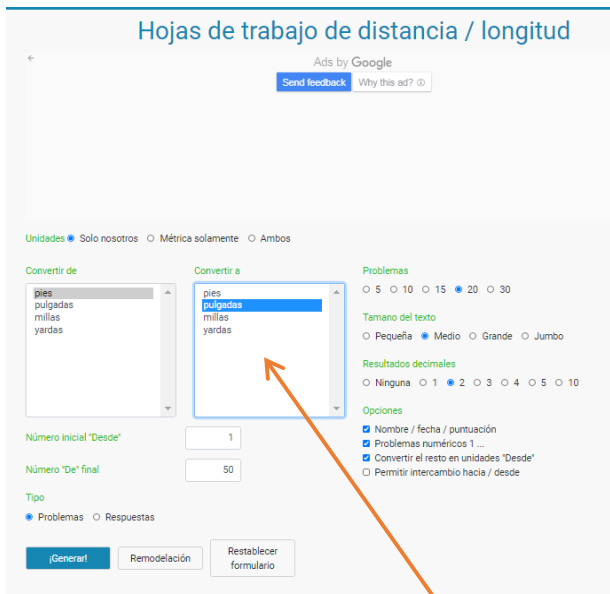 Hojas de trabajo de distancia / longitud
Ads by Google
Send feedback Why this ad?
Unidades Solo nosotros Métrica solamente Ambos
Convertir de
pies
pulgadas
millas
yardas
Convertir a
pies
pulgadas
millas
yardas
Problemas
5 10 15 20 30
Tamano del texto
Pequeña Medio Grande Jumbo
Resultados decimales
Ninguna 1 2 3 4 5 10
Opciones
Nombre / fecha / puntuación
Problemas numéricos 1 ...
Convertir el resto en unidades "Desde"
Permitir intercambio hacia / desde
Número inicial "Desde" 1
Número "De" final 50
Tipo
Problemas Respuestas
¡Generar! Remodelación Restablecer
formulario